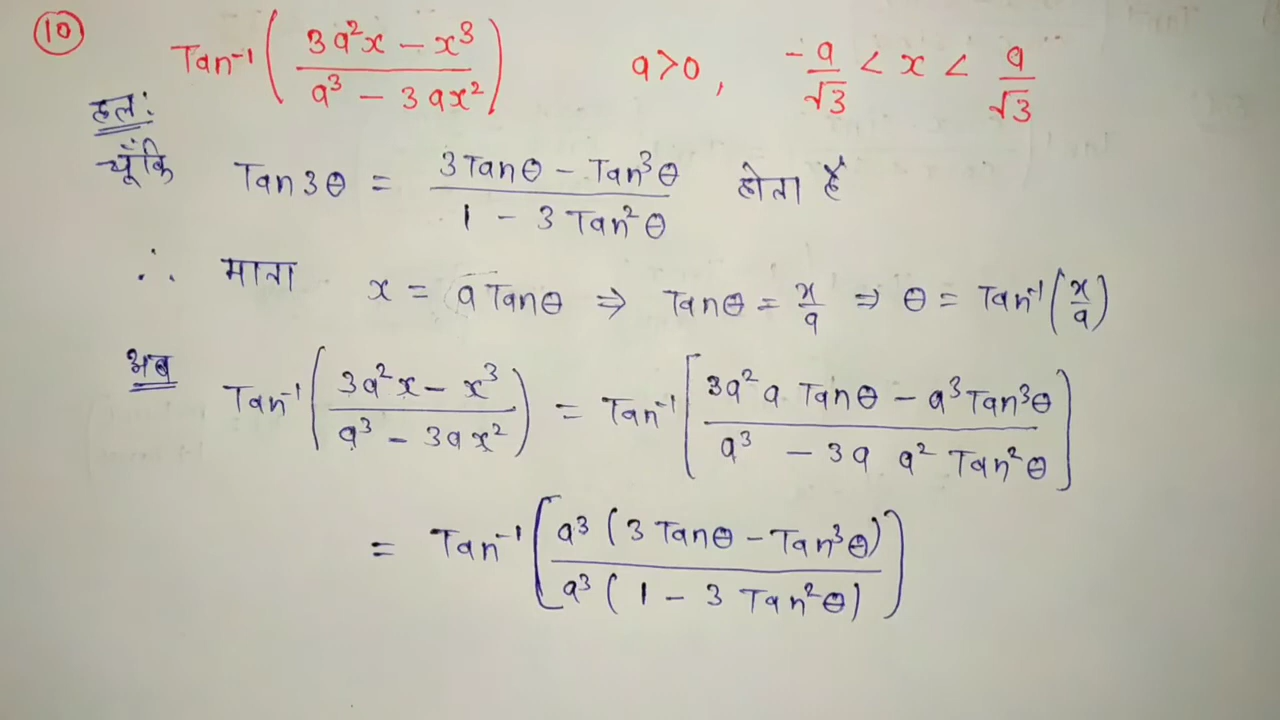 10 Tan⁻¹ ( (3a²x − x³) / (a³ − 3ax²) ) a>0, −a/√3 < x < a/√3
हल:
चूँकि Tan3θ = (3Tanθ − Tan³θ) / (1 − 3Tan²θ) होता है
∴ माना x = a Tanθ ⇒ Tanθ = x/a ⇒ θ = Tan⁻¹(x/a)
अब Tan⁻¹ ( (3a²x − x³) / (a³ − 3ax²) ) = Tan⁻¹ [ (3a²a Tanθ − a³Tan³θ) / (a³ − 3a a² Tan²θ) ]
= Tan⁻¹ [ a³(3Tanθ − Tan³θ) / a³(1 − 3Tan²θ) ]